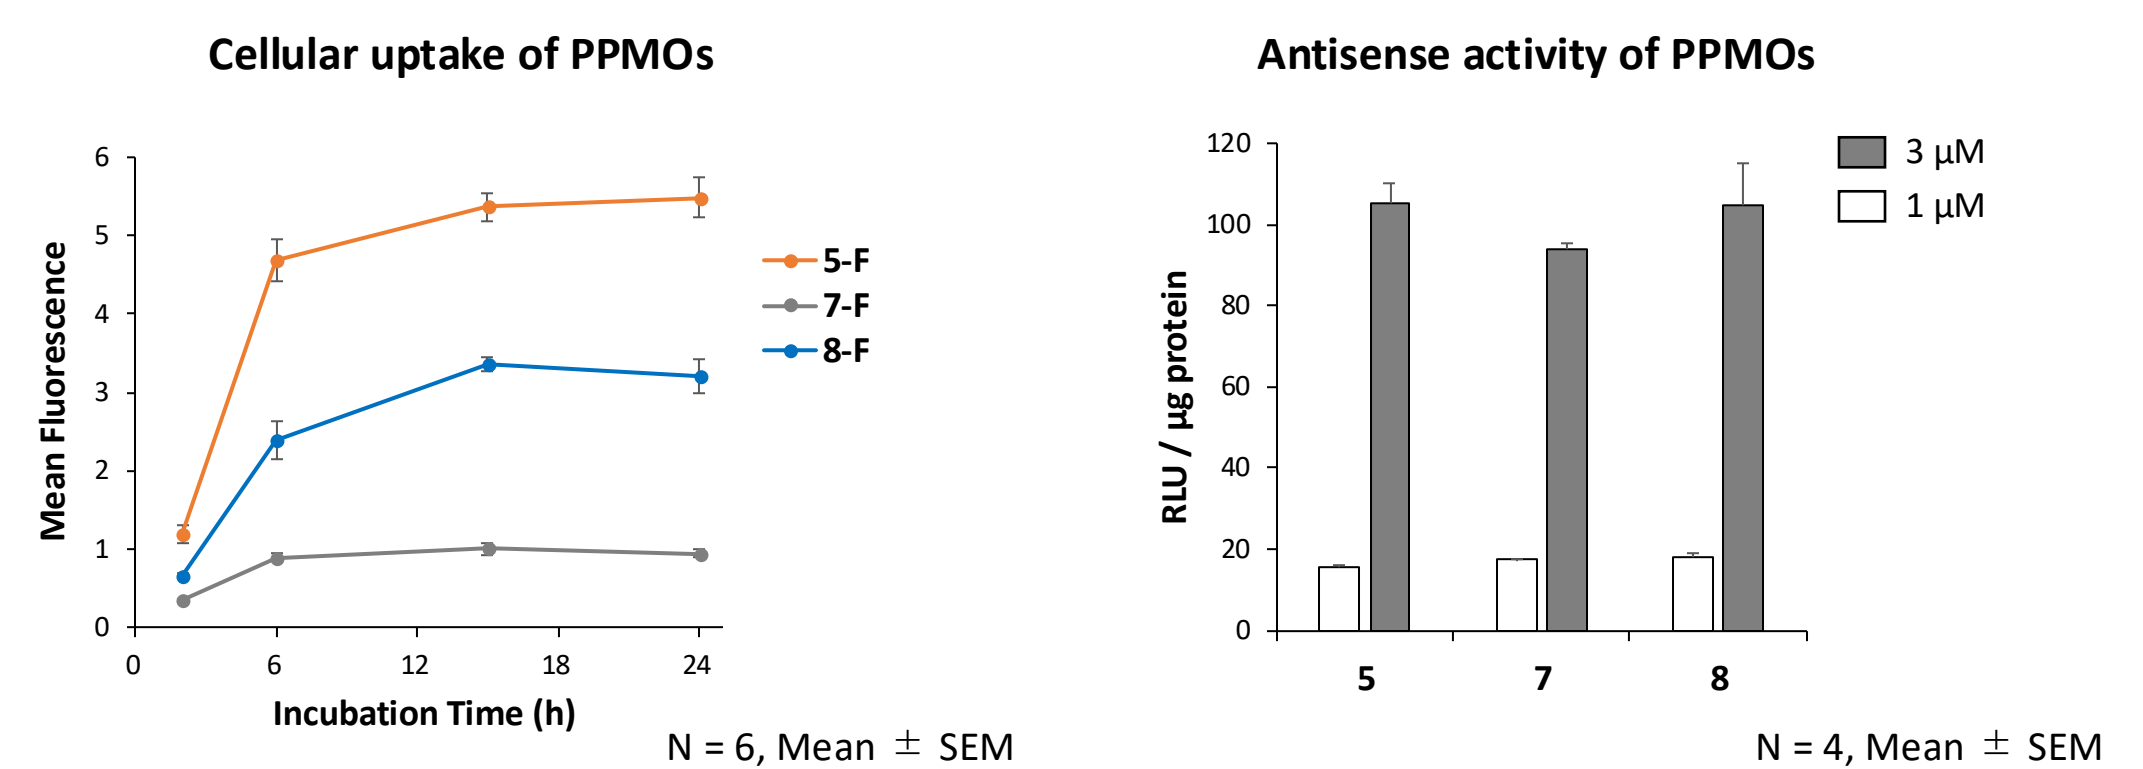 Cellular uptake of PPMOs
6
5
4
3
2
1
0
Mean Fluorescence
0 6 12 18 24
Incubation Time (h)
5-F
7-F
8-F
N = 6, Mean ± SEM
Antisense activity of PPMOs
120
100
80
60
40
20
0
RLU / µg protein
5 7 8
3 µM
1 µM
N = 4, Mean ± SEM